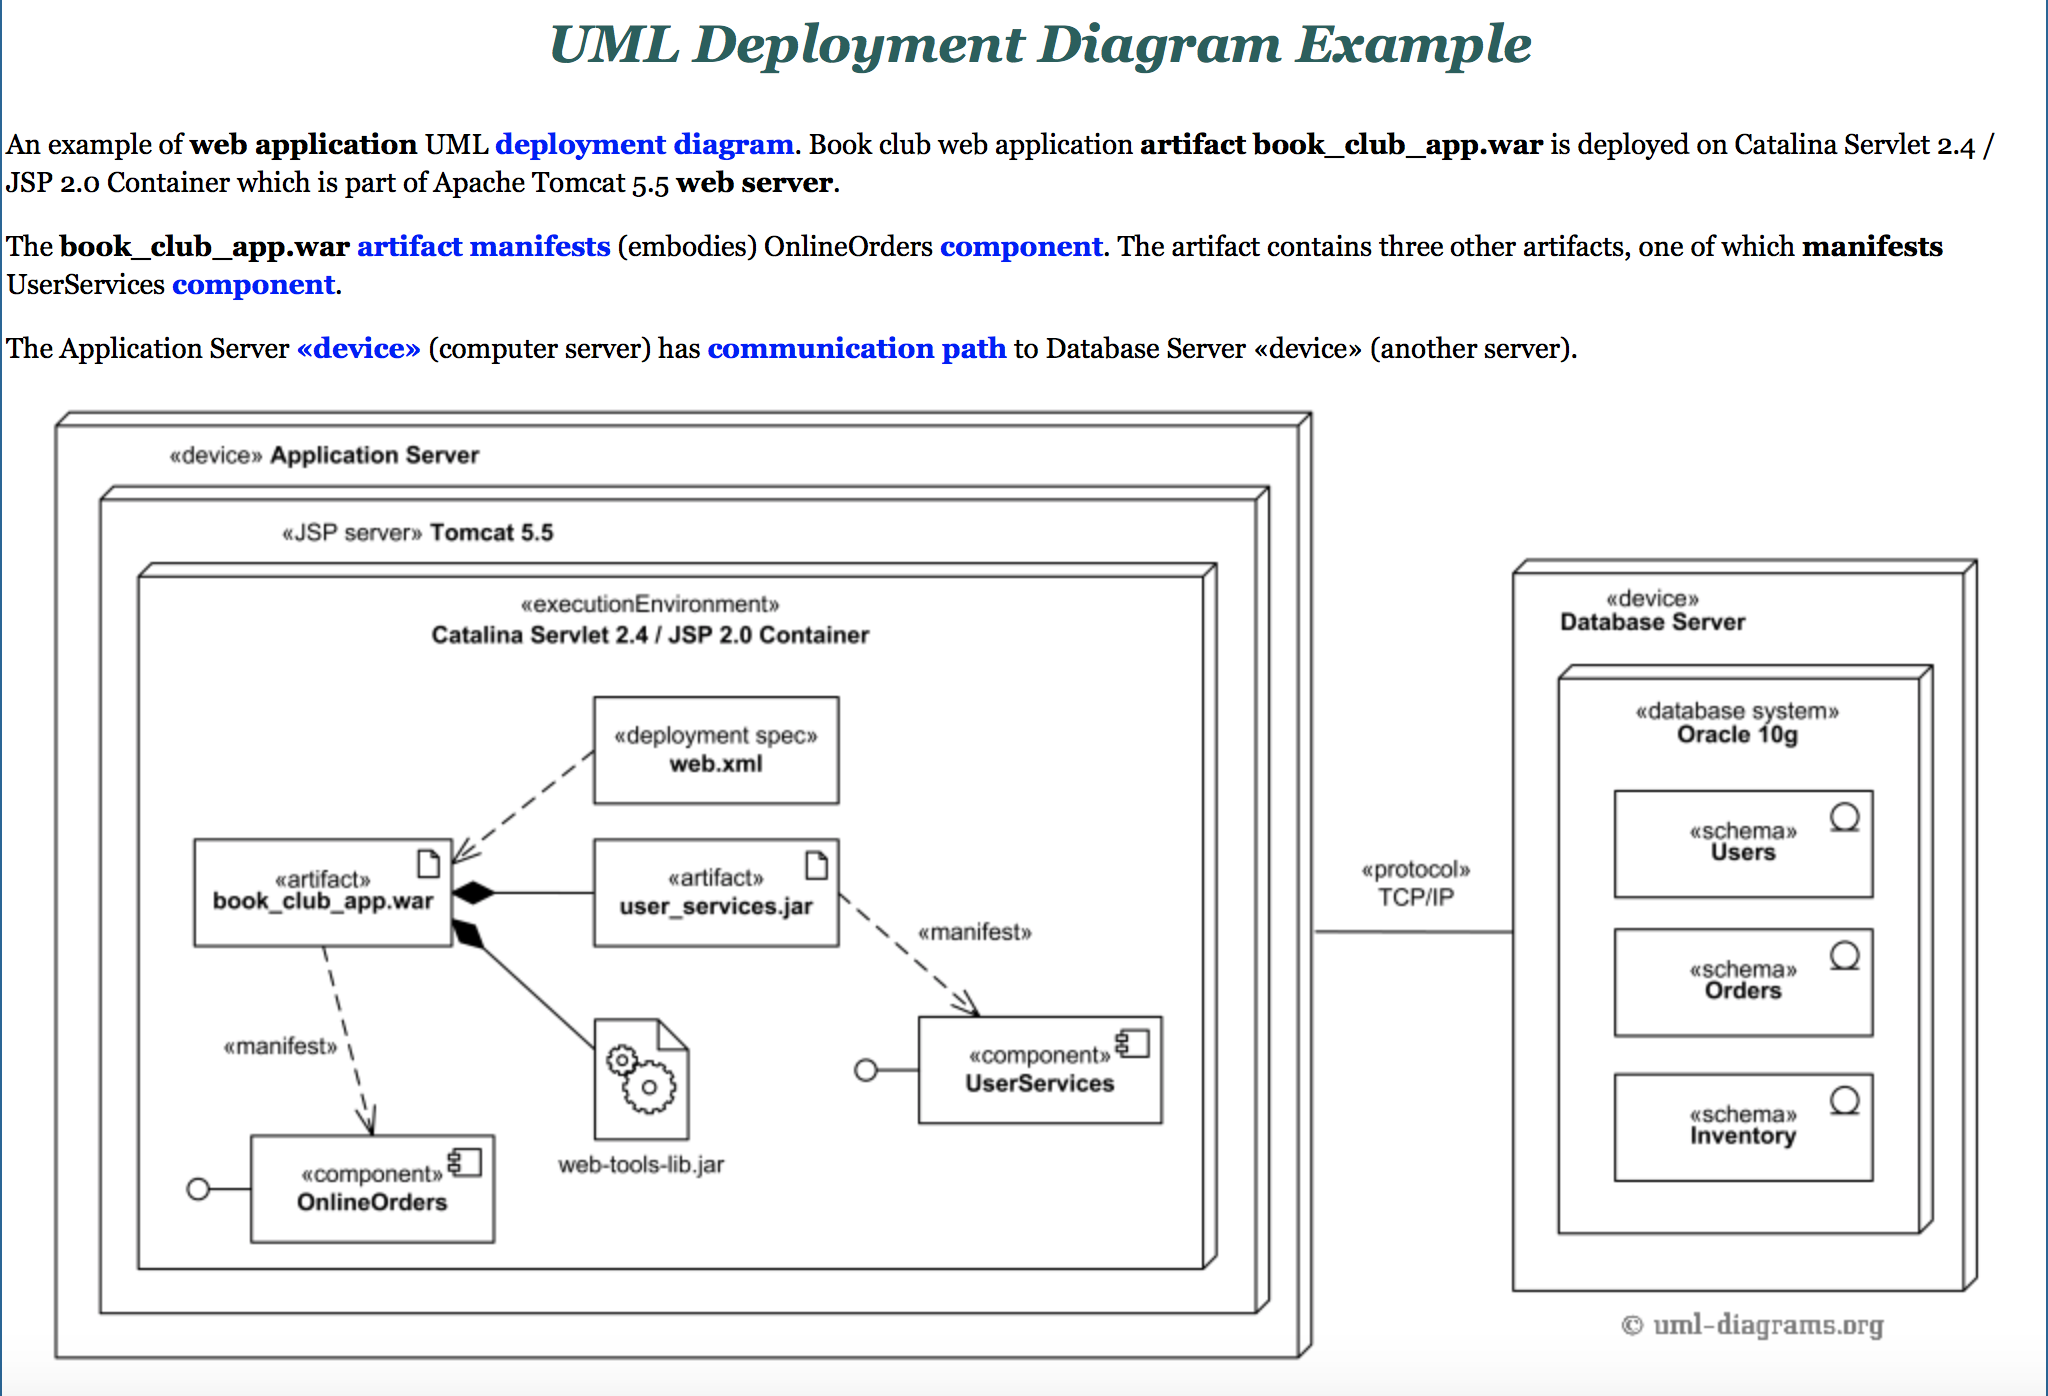 UML Deployment Diagram Example
An example of web application UML deployment diagram. Book club web application artifact book_club_app.war is deployed on Catalina Servlet 2.4 /
JSP 2.0 Container which is part of Apache Tomcat 5.5 web server.
The book_club_app.war artifact manifests (embodies) OnlineOrders component. The artifact contains three other artifacts, one of which manifests
UserServices component.
The Application Server «device» (computer server) has communication path to Database Server «device» (another server).
«device» Application Server
«JSP server» Tomcat 5.5
«executionEnvironment»
Catalina Servlet 2.4 / JSP 2.0 Container
«deployment spec»
web.xml
«artifact»
book_club_app.war
«artifact»
user_services.jar
«manifest»
«manifest»
«component»
UserServices
web-tools-lib.jar
«component»
OnlineOrders
«protocol»
TCP/IP
«device»
Database Server
«database system»
Oracle 10g
«schema»
Users
«schema»
Orders
«schema»
Inventory
© uml-diagrams.org